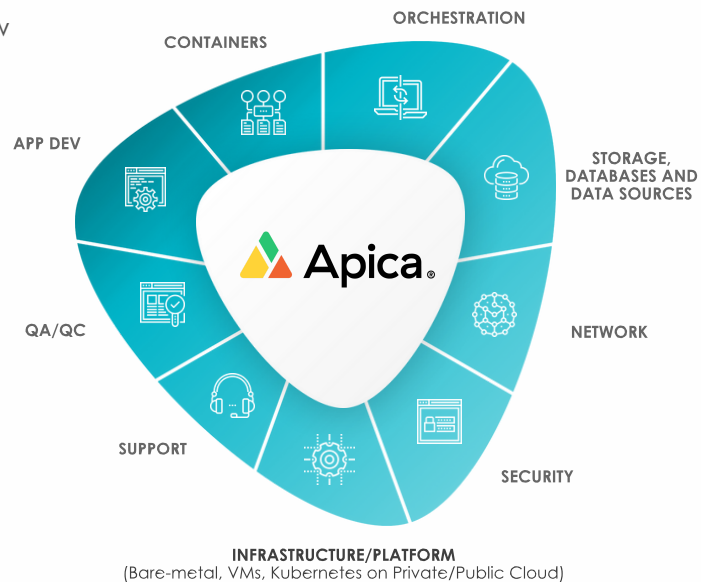 V
ORCHESTRATION
CONTAINERS
APP DEV
STORAGE,
DATABASES AND
DATA SOURCES
Apica®
QA/QC
NETWORK
SUPPORT
SECURITY
INFRASTRUCTURE/PLATFORM
(Bare-metal, VMs, Kubernetes on Private/Public Cloud)